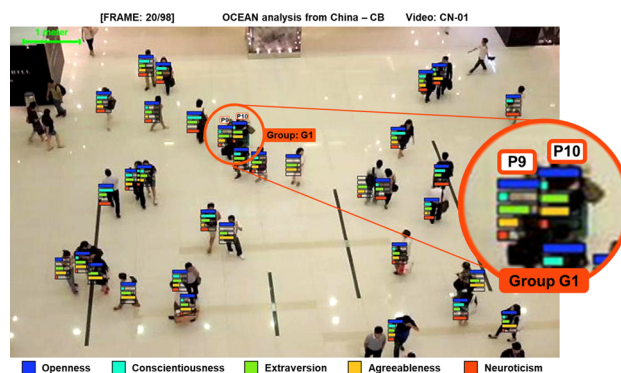 [FRAME: 20/98] OCEAN analysis from China – CB Video: CN-01
1 meter
P9 P10
Group: G1
P9 P10
Group G1
Openness Conscientiousness Extraversion Agreeableness Neuroticism